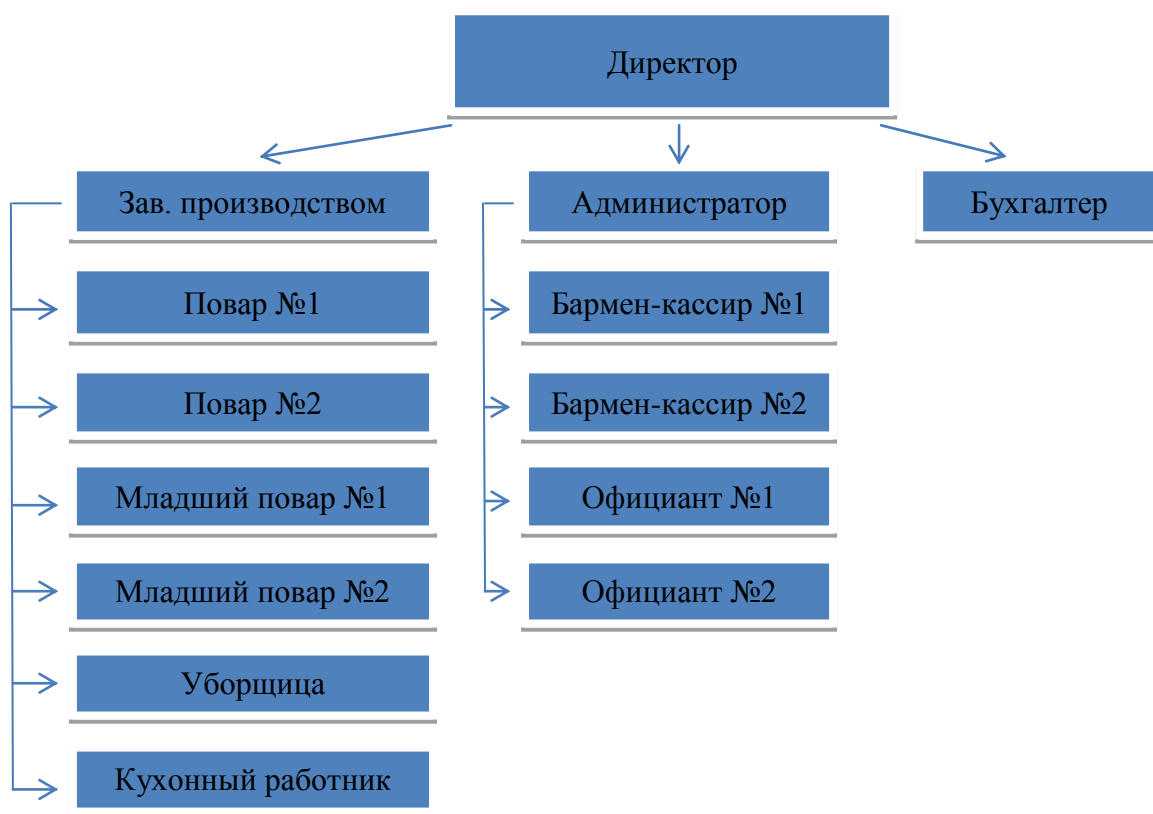 Директор
Зав. производством
Администратор
Бухгалтер
Повар №1
Бармен-кассир №1
Повар №2
Бармен-кассир №2
Младший повар №1
Официант №1
Младший повар №2
Официант №2
Уборщица
Кухонный работник